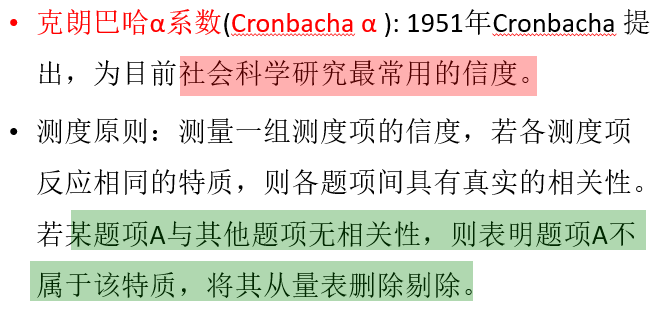 • 克朗巴哈α系数(Cronbacha α ): 1951年Cronbacha 提
出，为目前社会科学研究最常用的信度。
• 测度原则：测量一组测度项的信度，若各测度项
反应相同的特质，则各题项间具有真实的相关性。
若某题项A与其他题项无相关性，则表明题项A不
属于该特质，将其从量表删除剔除。